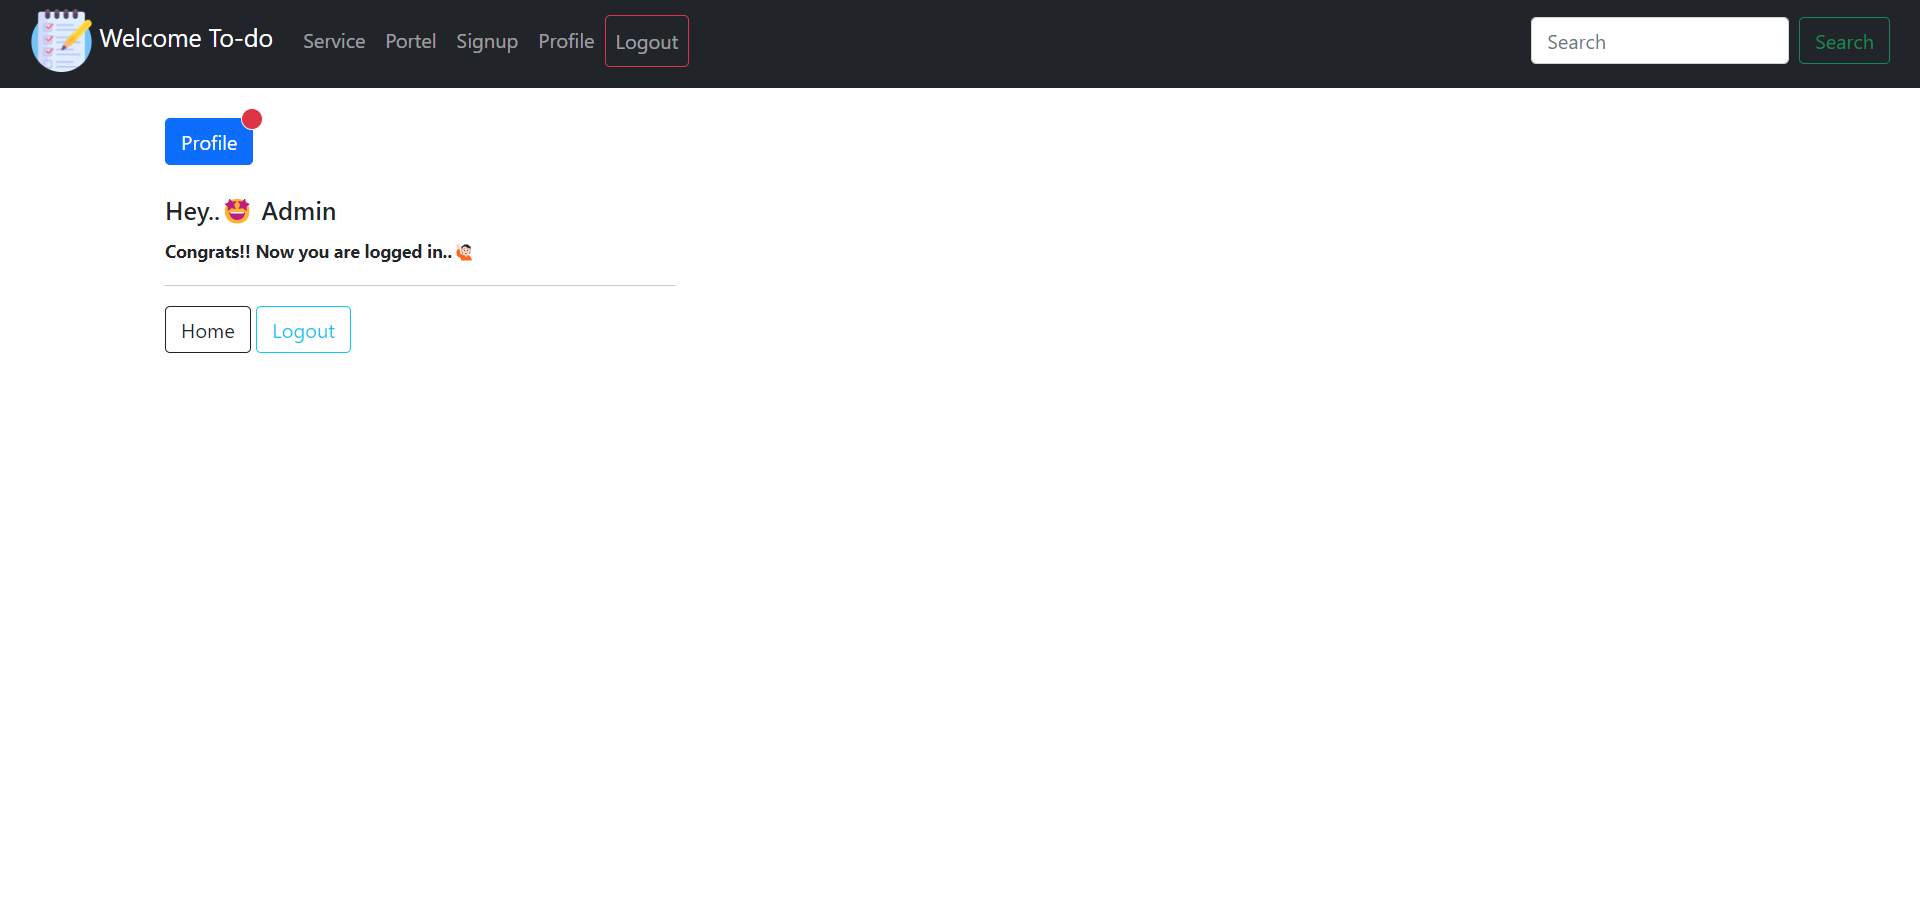 Welcome To-do Service Portel Signup Profile Logout Search Search
Profile
Hey..🤩 Admin
Congrats!! Now you are logged in..🙋🏻
Home Logout